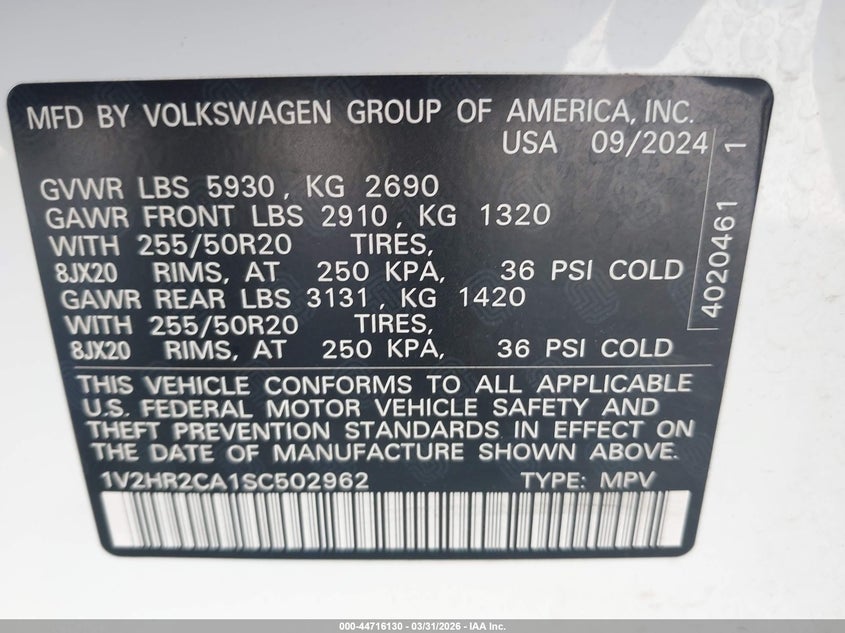 MFD BY VOLKSWAGEN GROUP OF AMERICA, INC.
USA 09/2024
GVWR LBS 5930, KG 2690
GAWR FRONT LBS 2910, KG 1320
WITH 255/50R20 TIRES,
8JX20 RIMS, AT 250 KPA, 36 PSI COLD
GAWR REAR LBS 3131, KG 1420
WITH 255/50R20 TIRES,
8JX20 RIMS, AT 250 KPA, 36 PSI COLD
4020461 1
THIS VEHICLE CONFORMS TO ALL APPLICABLE
U.S. FEDERAL MOTOR VEHICLE SAFETY AND
THEFT PREVENTION STANDARDS IN EFFECT ON
THE DATE OF MANUFACTURE SHOWN ABOVE.
1V2HR2CA1SC502962 TYPE: MPV
000-44716130 - 03/31/2026 - IAA Inc.